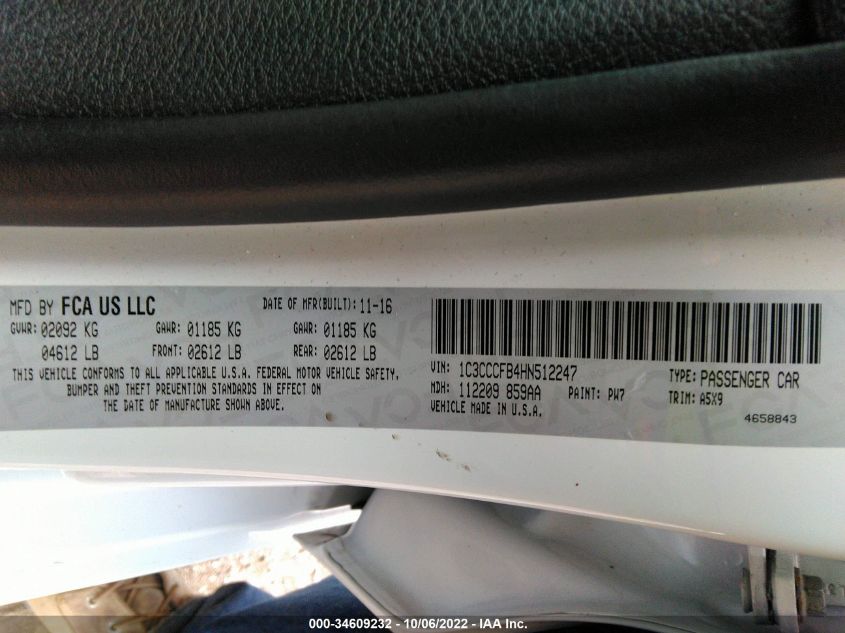 MFD BY FCA US LLC
DATE OF MFR(BUILT): 11-16
GVWR: 02092 KG GAWR: 01185 KG GAWR: 01185 KG
04612 LB FRONT: 02612 LB REAR: 02612 LB
THIS VEHICLE CONFORMS TO ALL APPLICABLE U.S.A. FEDERAL MOTOR VEHICLE SAFETY,
BUMPER AND THEFT PREVENTION STANDARDS IN EFFECT ON
THE DATE OF MANUFACTURE SHOWN ABOVE.
VIN: 1C3CCCFB4HN512247 TYPE: PASSENGER CAR
MDH: 112209 859AA PAINT: PW7 TRIM: A5X9
VEHICLE MADE IN U.S.A.
4658843
000-34609232 - 10/06/2022 - IAA Inc.